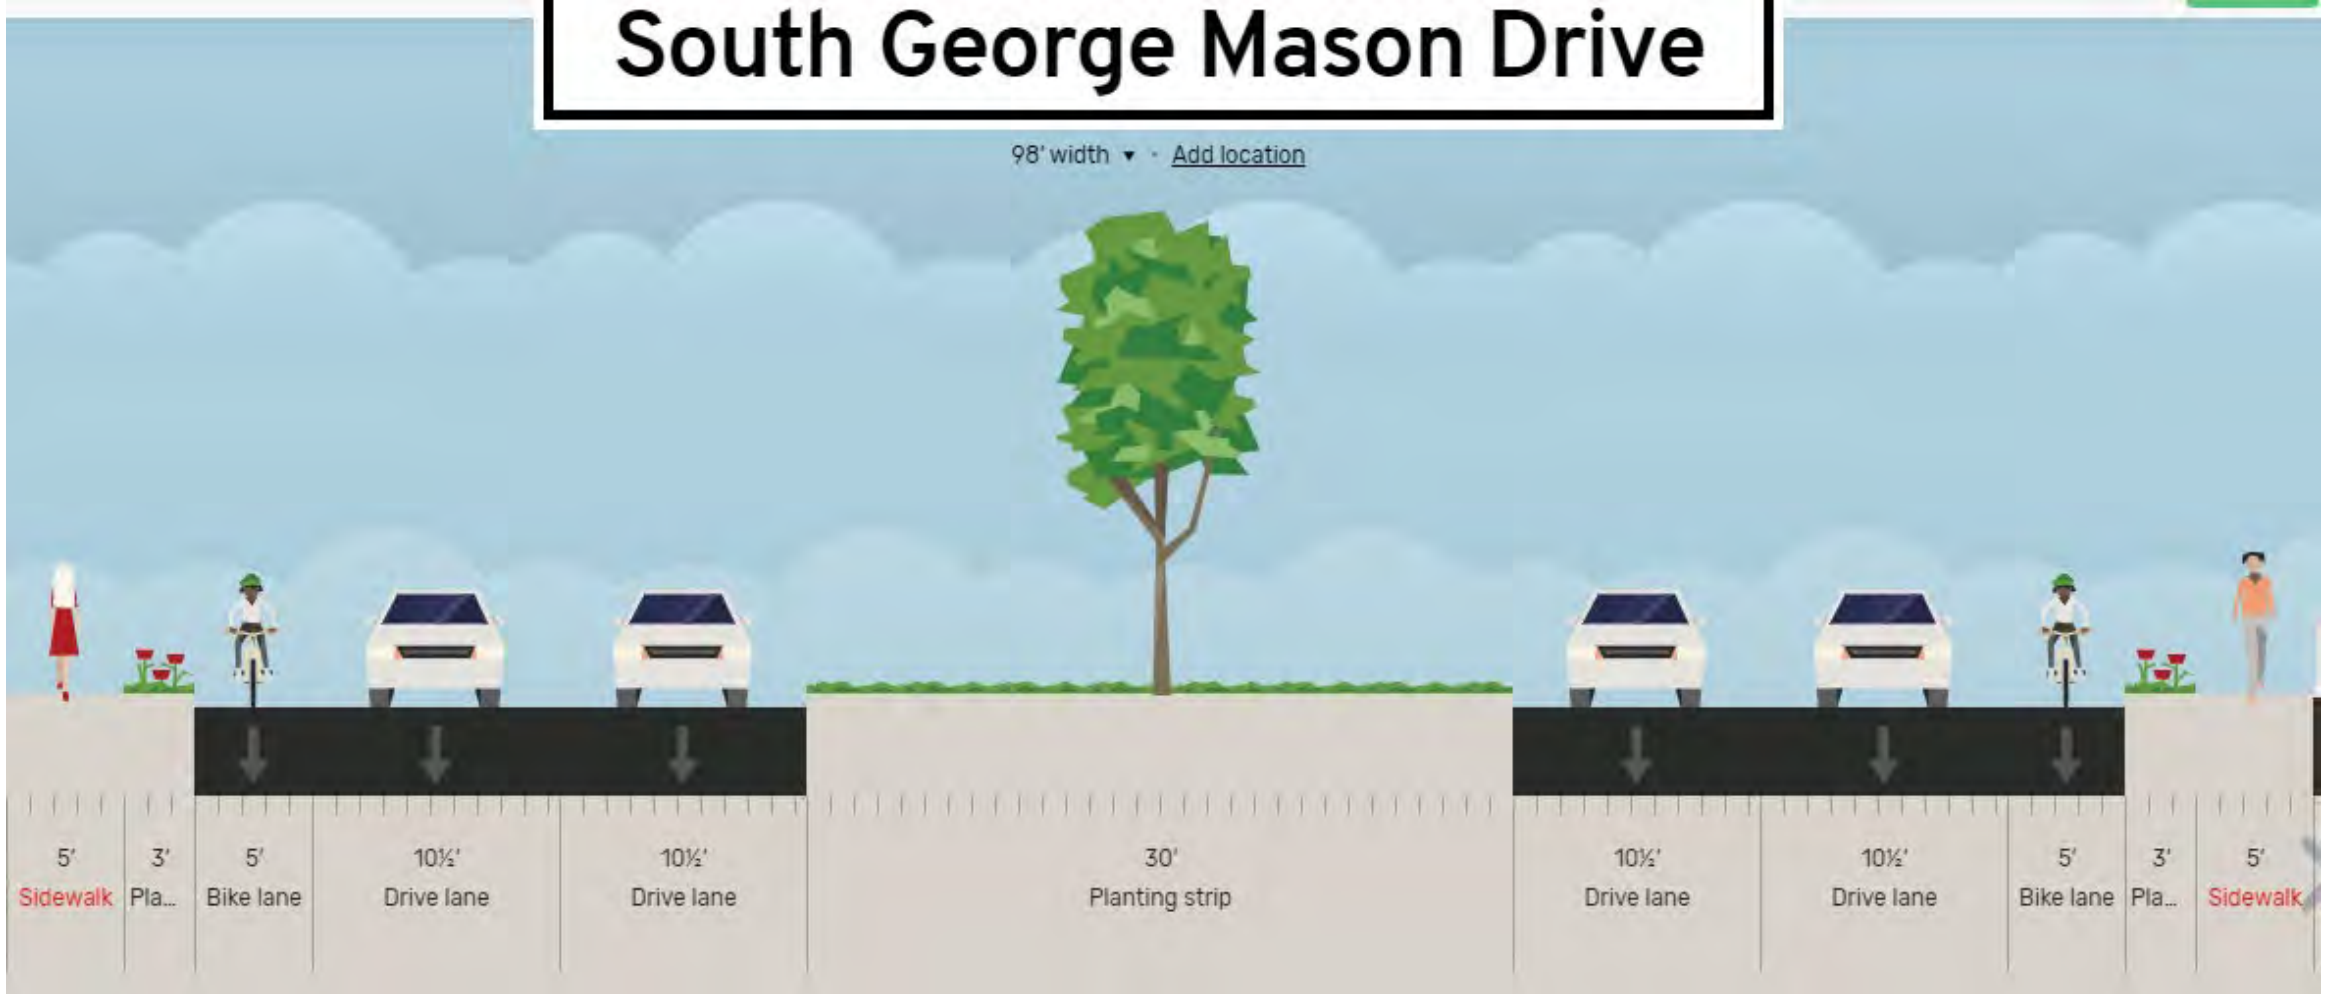 South George Mason Drive
98' width ▾ · Add location
5' 3' 5' 10½' 10½' 30' 10½' 10½' 5' 3' 5'
Sidewalk Pla... Bike lane Drive lane Drive lane Planting strip Drive lane Drive lane Bike lane Pla... Sidewalk